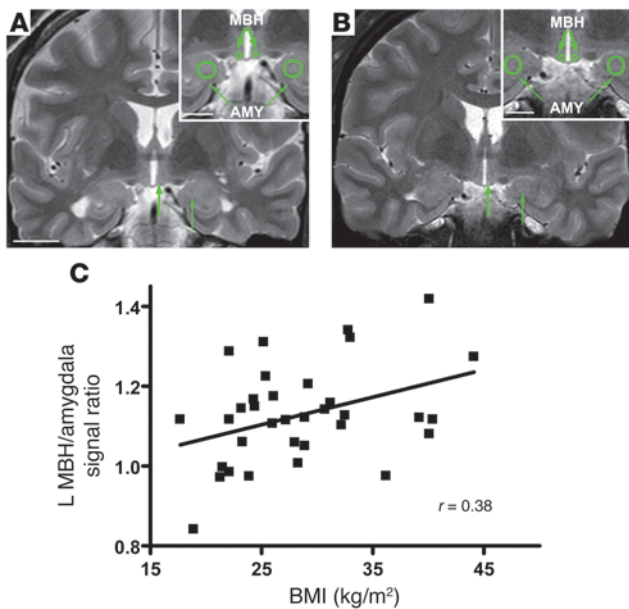 A
MBH
AMY
B
MBH
AMY
C
L MBH/amygdala
signal ratio
1.4
1.2
1.0
0.8
r = 0.38
15
25
35
45
BMI (kg/m²)